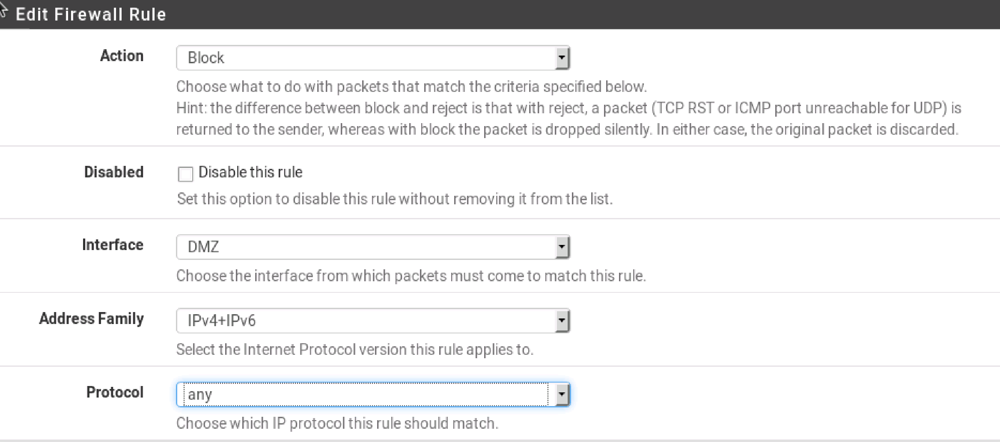 Edit Firewall Rule
Action
Block
Choose what to do with packets that match the criteria specified below.
Hint: the difference between block and reject is that with reject, a packet (TCP RST or ICMP port unreachable for UDP) is
returned to the sender, whereas with block the packet is dropped silently. In either case, the original packet is discarded.
Disabled
Disable this rule
Set this option to disable this rule without removing it from the list.
Interface
DMZ
Choose the interface from which packets must come to match this rule.
Address Family
IPv4+IPv6
Select the Internet Protocol version this rule applies to.
Protocol
any
Choose which IP protocol this rule should match.